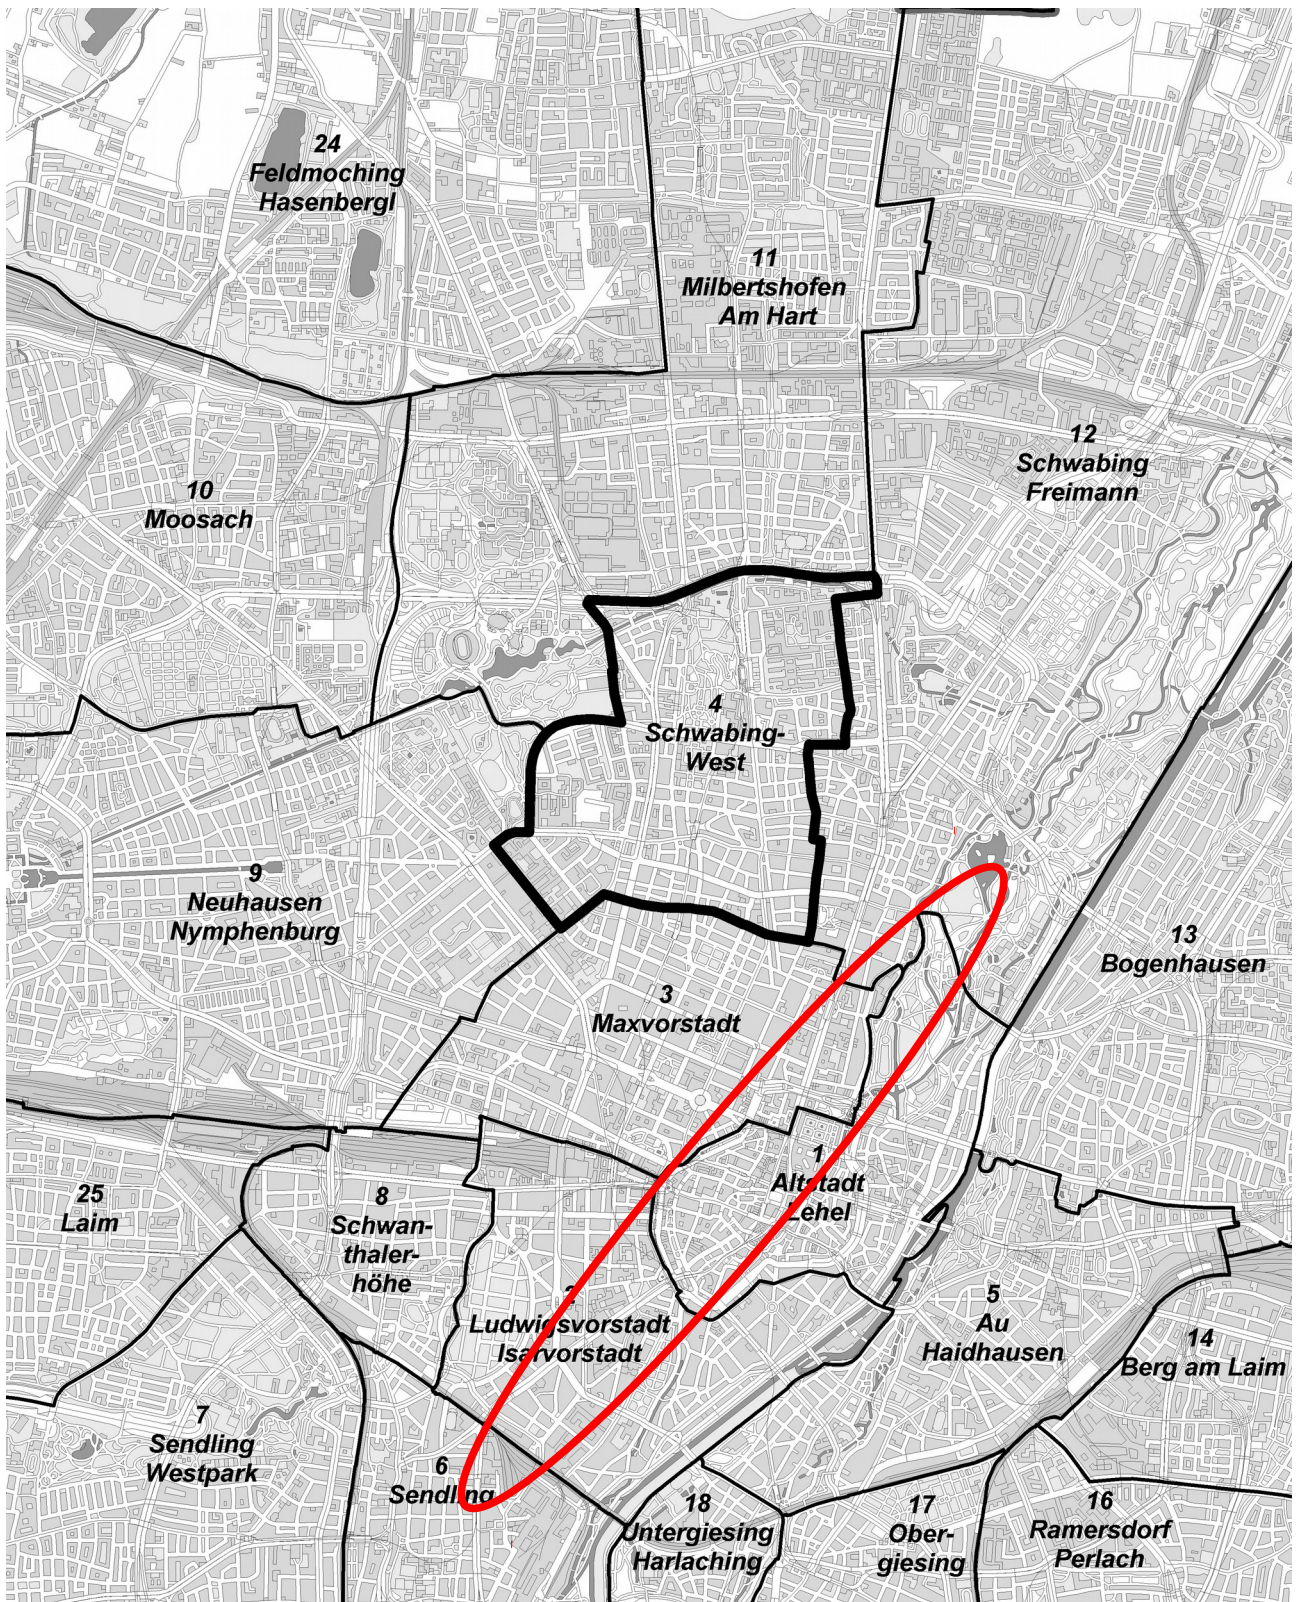 24
Feldmoching
Hasenbergl
11
Milbertshofen
Am Hart
12
Schwabing
Freimann
10
Moosach
4
Schwabing-
West
9
Neuhausen
Nymphenburg
13
Bogenhausen
3
Maxvorstadt
1
Altstadt
Lehel
25
Laim
8
Schwan-
thaler-
höhe
2
Ludwigsvorstadt
Isarvorstadt
5
Au
Haidhausen
14
Berg am Laim
7
Sendling
Westpark
6
Sendling
18
Untergiesing
Harlaching
17
Ober-
giesing
16
Ramersdorf
Perlach